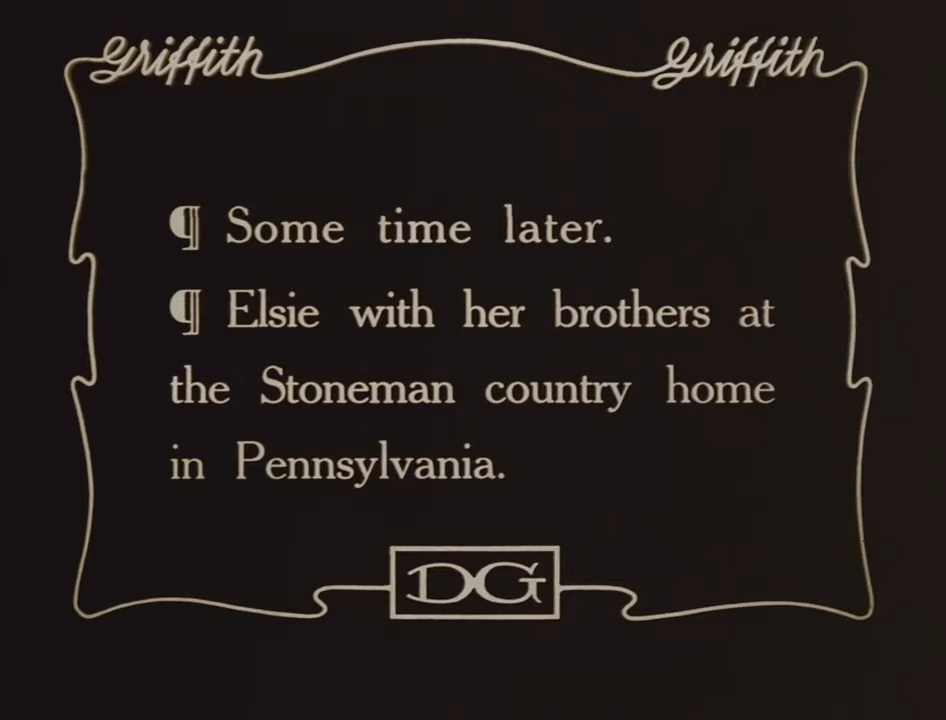 Griffith Griffith
¶ Some time later.
¶ Elsie with her brothers at
the Stoneman country home
in Pennsylvania.
DG